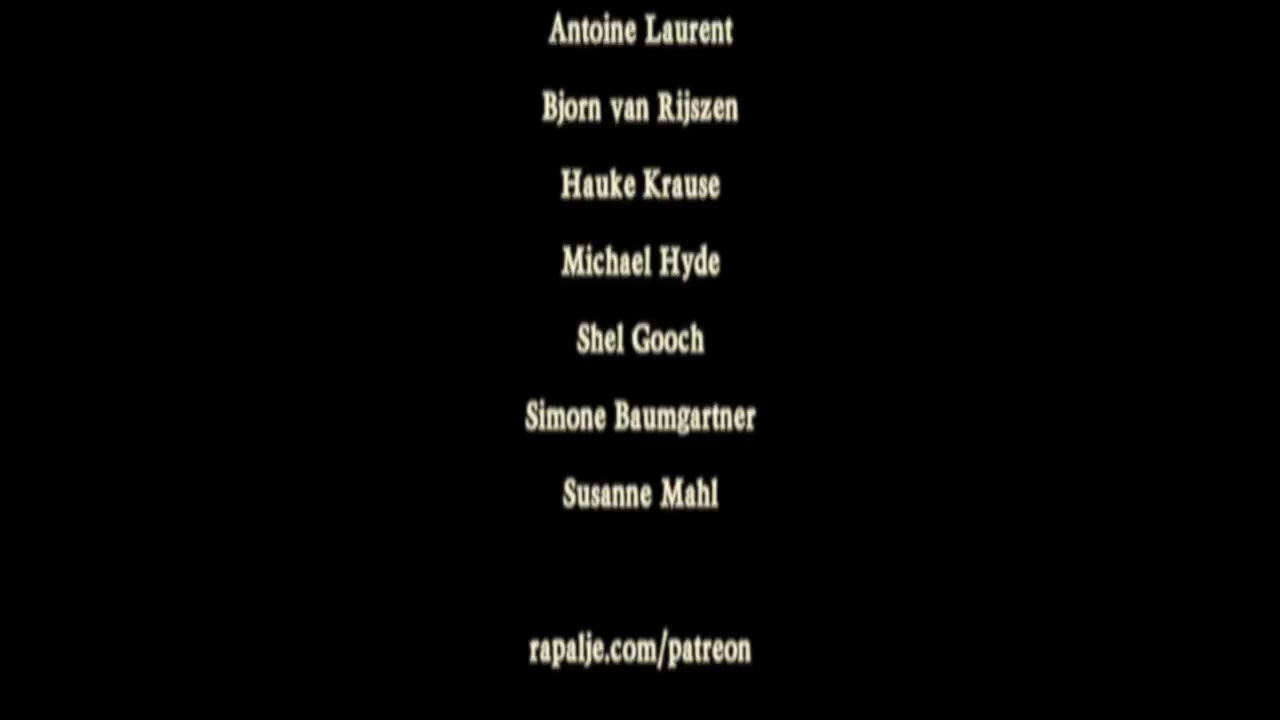 Antoine Laurent
Bjorn van Rijszen
Hauke Krause
Michael Hyde
Shel Gooch
Simone Baumgartner
Susanne Mahl
rapalje.com/patreon